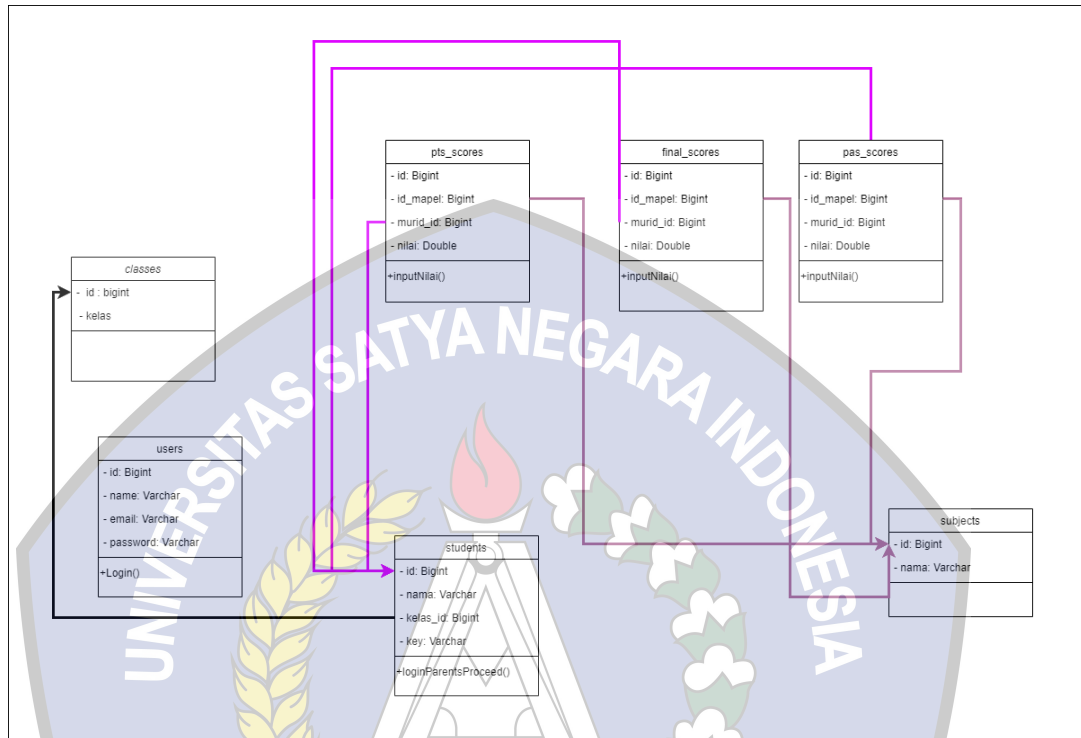 pts_scores
- id: Bigint
- id_mapel: Bigint
- murid_id: Bigint
- nilai: Double
+inputNilai()
final_scores
- id: Bigint
- id_mapel: Bigint
- murid_id: Bigint
- nilai: Double
+inputNilai()
pas_scores
- id: Bigint
- id_mapel: Bigint
- murid_id: Bigint
- nilai: Double
+inputNilai()
classes
- id : bigint
- kelas
UNIVERSITAS SATYA NEGARA INDONESIA
users
- id: Bigint
- name: Varchar
- email: Varchar
- password: Varchar
+Login()
students
- id: Bigint
- nama: Varchar
- kelas_id: Bigint
- key: Varchar
+loginParentsProceed()
subjects
- id: Bigint
- nama: Varchar